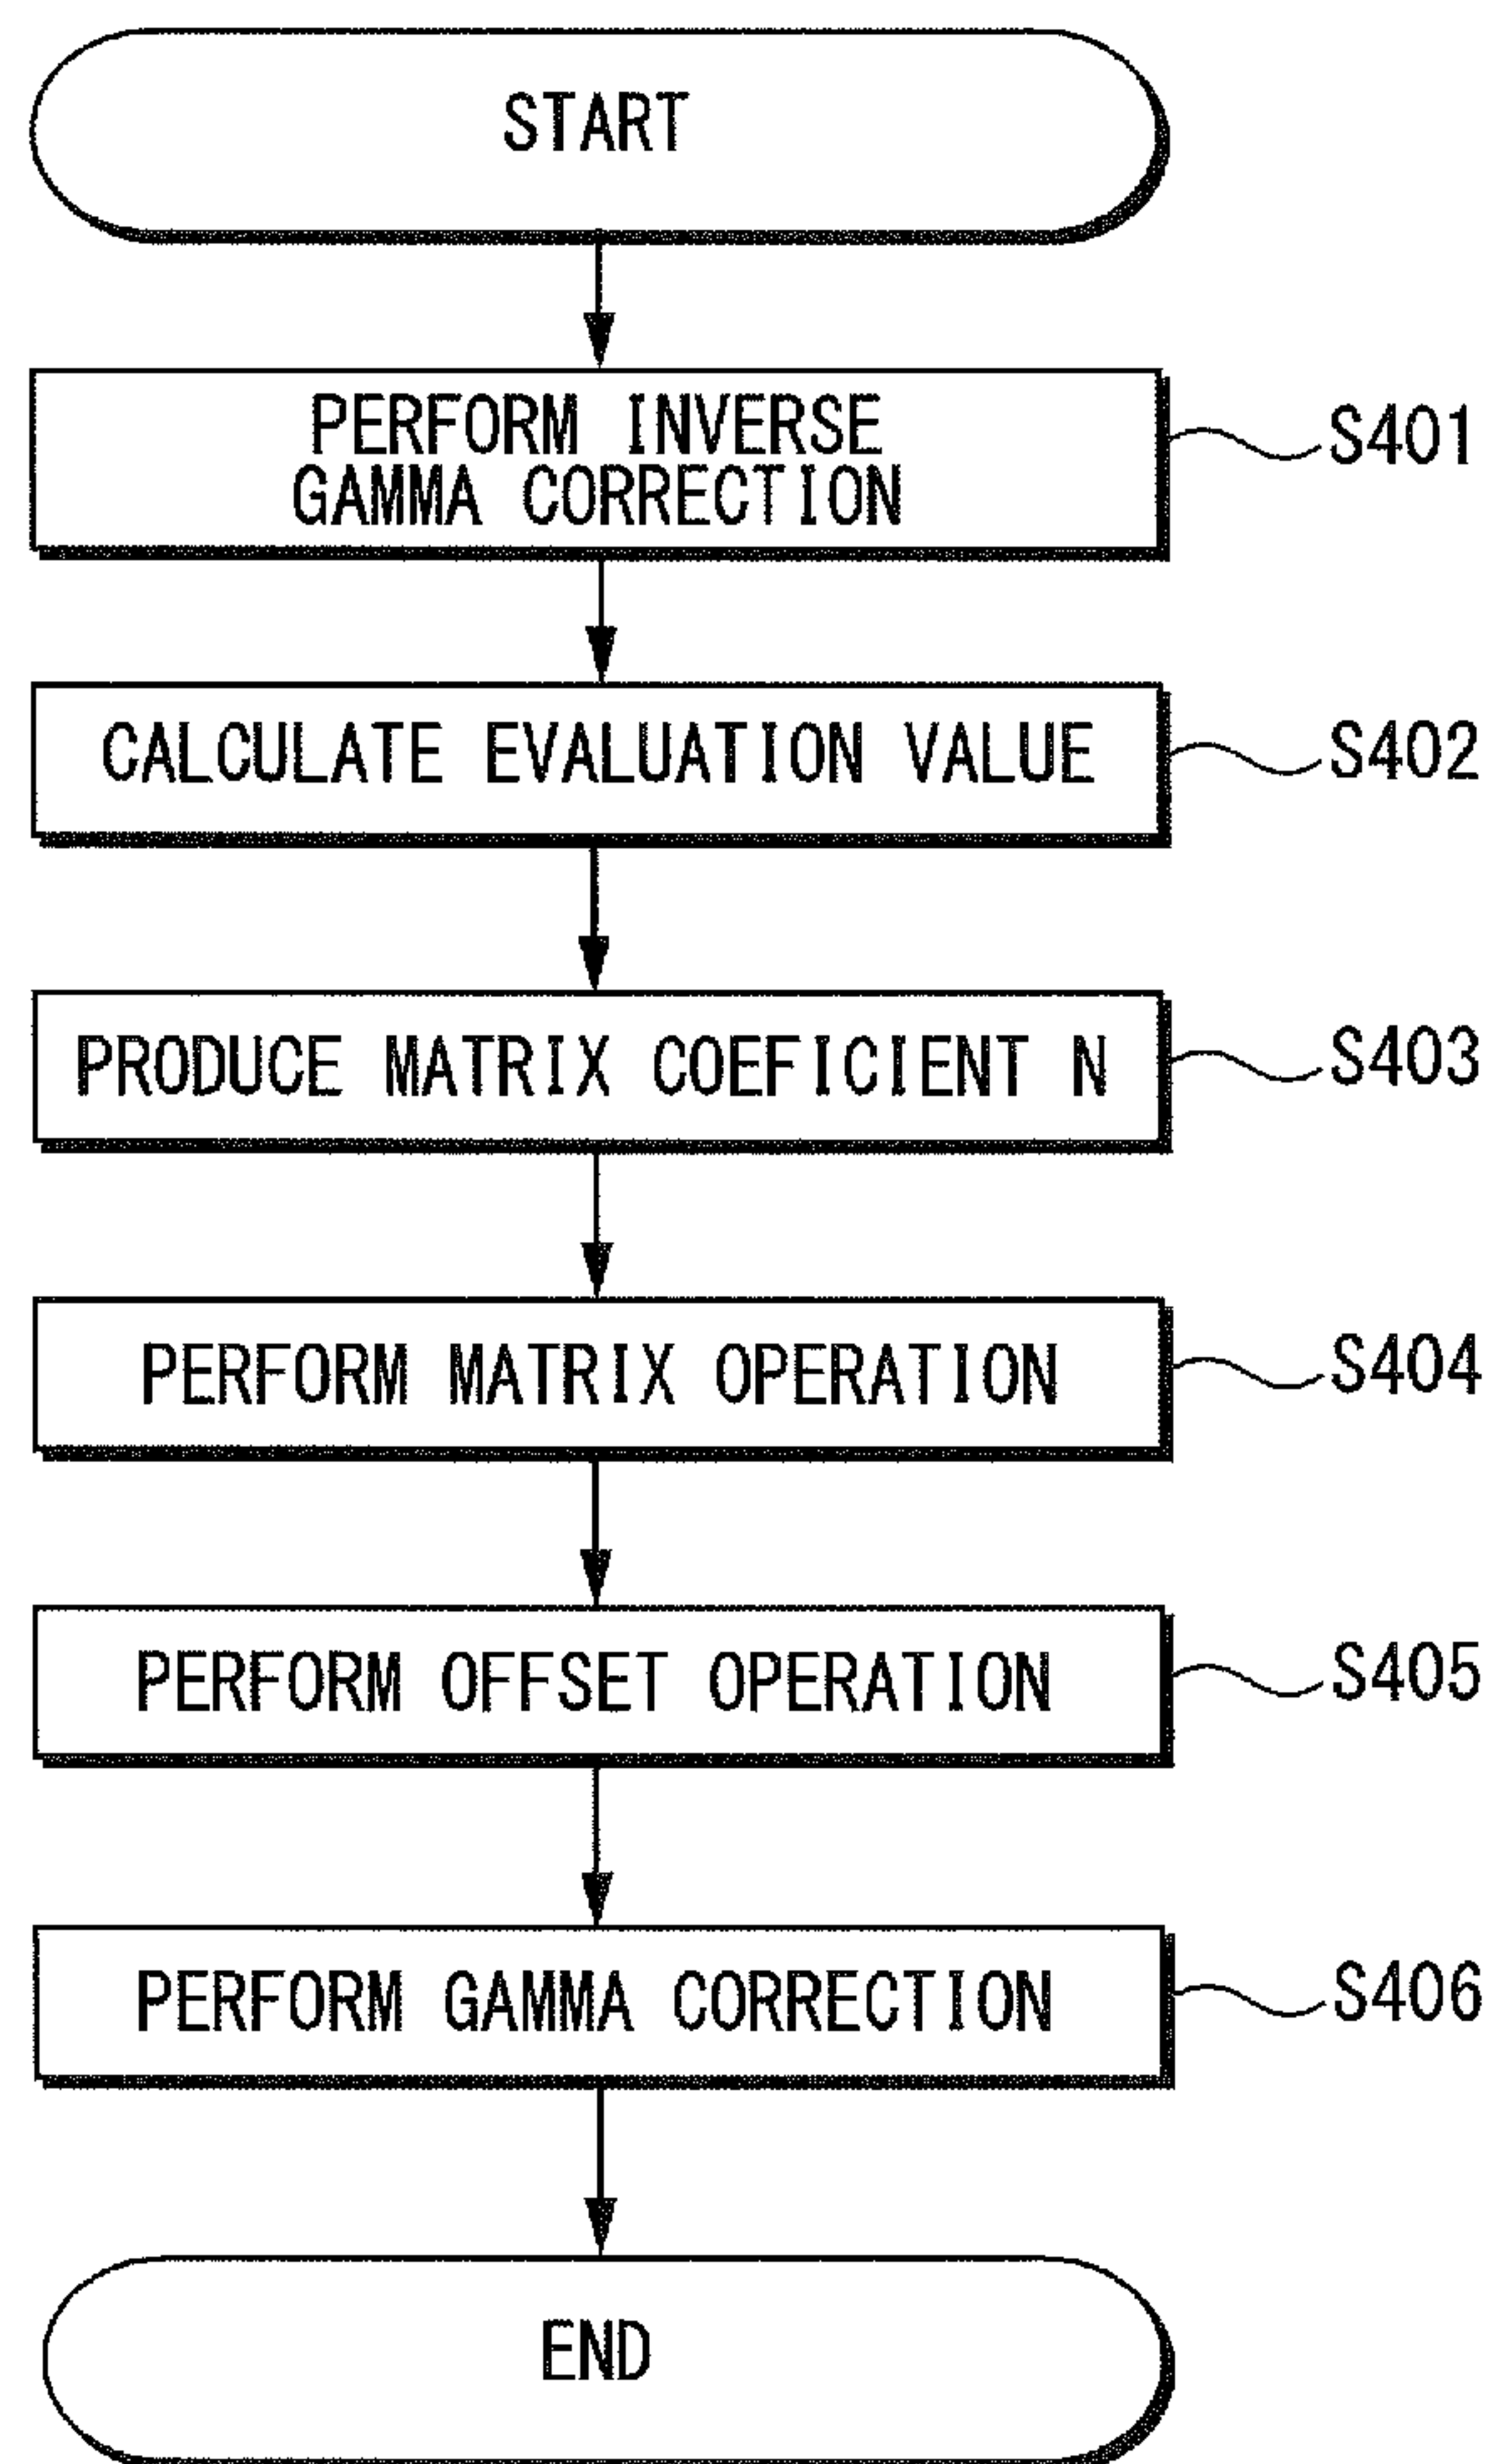 START
PERFORM INVERSE
GAMMA CORRECTION
S401
CALCULATE EVALUATION VALUE
S402
PRODUCE MATRIX COEFICIENT N
S403
PERFORM MATRIX OPERATION
S404
PERFORM OFFSET OPERATION
S405
PERFORM GAMMA CORRECTION
S406
END